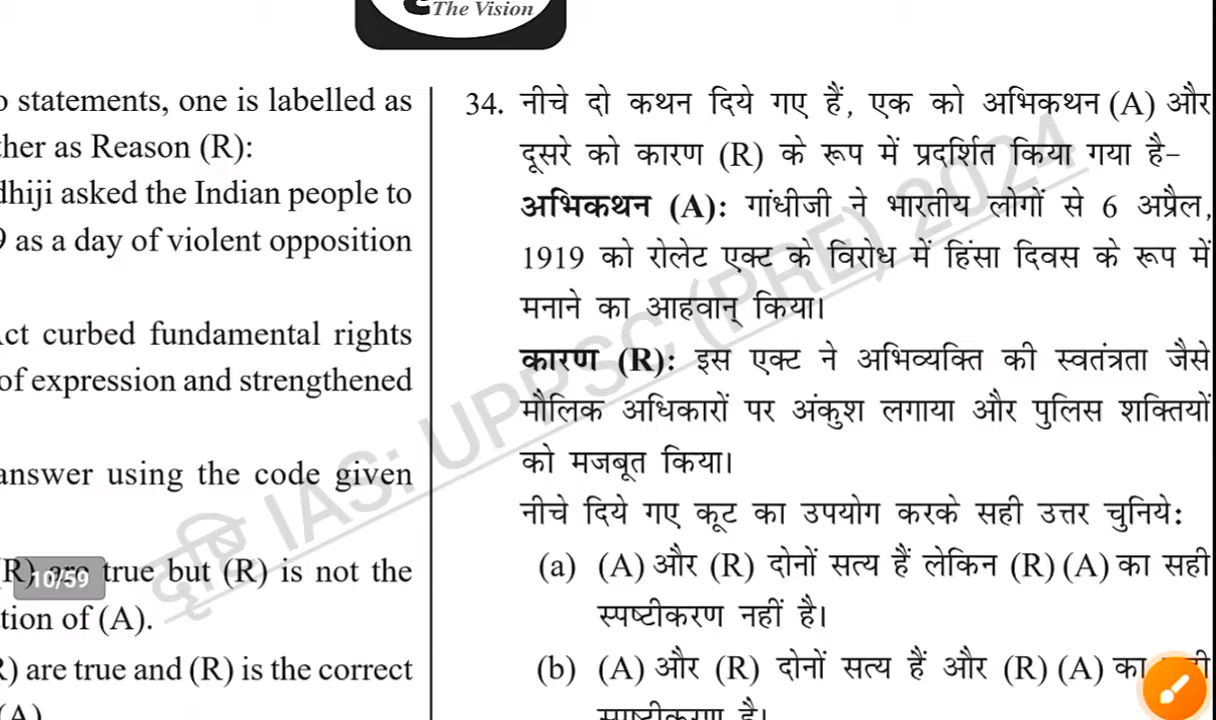 The Vision
statements, one is labelled as
as Reason (R):
asked the Indian people to
as a day of violent opposition
curbed fundamental rights
of expression and strengthened
answer using the code given
(R) are true but (R) is not the
of (A).
are true and (R) is the correct
34. नीचे दो कथन दिये गए हैं, एक को अभिकथन (A) और
दूसरे को कारण (R) के रूप में प्रदर्शित किया गया है-
अभिकथन (A): गांधीजी ने भारतीय लोगों से 6 अप्रैल,
1919 को रोलेट एक्ट के विरोध में हिंसा दिवस के रूप में
मनाने का आहवान् किया।
कारण (R): इस एक्ट ने अभिव्यक्ति की स्वतंत्रता जैसे
मौलिक अधिकारों पर अंकुश लगाया और पुलिस शक्तियों
को मजबूत किया।
नीचे दिये गए कूट का उपयोग करके सही उत्तर चुनिये:
(a) (A) और (R) दोनों सत्य हैं लेकिन (R) (A) का सही
स्पष्टीकरण नहीं है।
(b) (A) और (R) दोनों सत्य हैं और (R) (A) का
स्पष्टीकरण है।
10/59
दृष्टि IAS: UPPSC (PRE) 2024